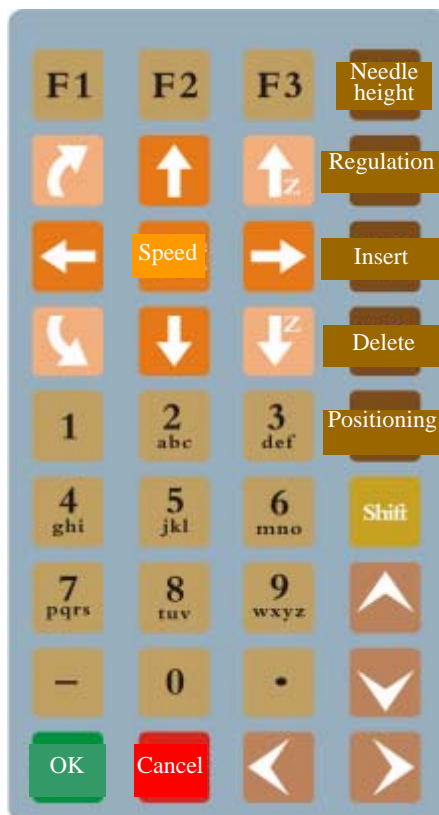 F1 F2 F3 Needle height
Z Regulation
Speed Insert
Z Delete
1 2 abc 3 def Positioning
4 ghi 5 jkl 6 mno Shift
7 pqrs 8 tuv 9 wxyz
- 0 .
OK Cancel